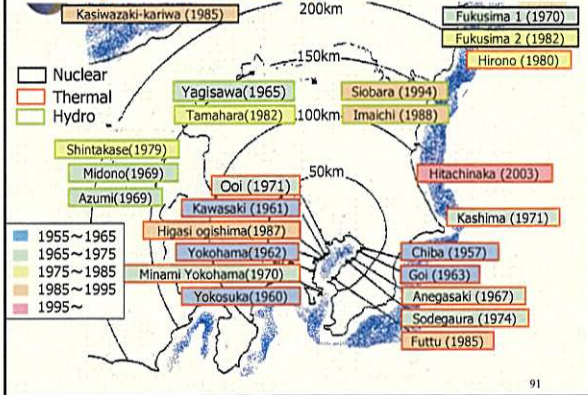 Kasiwazaki-kariwa (1985)
200km
Fukusima 1 (1970)
Fukusima 2 (1982)
Hirono (1980)
150km
Nuclear
Thermal
Hydro
Yagisawa(1965)
Siobara (1994)
Tamahara(1982)
100km
Imaichi (1988)
Shintakase(1979)
Midono(1969)
Azumi(1969)
50km
Hitachinaka (2003)
Ooi (1971)
Kawasaki (1961)
Kashima (1971)
Higasi ogishima(1987)
Yokohama(1962)
Minami Yokohama(1970)
Yokosuka(1960)
1955～1965
1965～1975
1975～1985
1985～1995
1995～
Chiba (1957)
Goi (1963)
Anegasaki (1967)
Sodegaura (1974)
Futtu (1985)
91